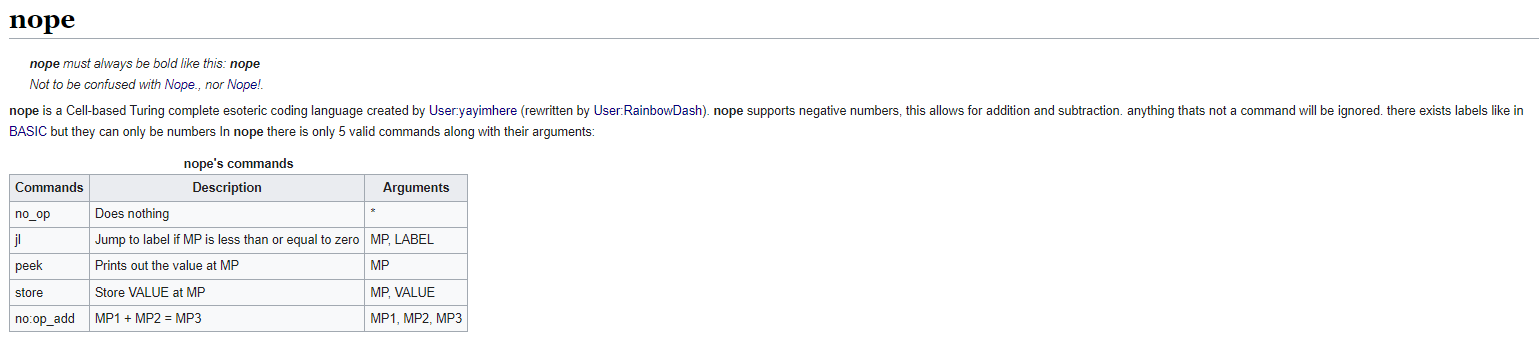 nope
nope must always be bold like this: nope
Not to be confused with Nope., nor Nope!.
nope is a Cell-based Turing complete esoteric coding language created by User:yayimhere (rewritten by User:RainbowDash). nope supports negative numbers, this allows for addition and subtraction. anything thats not a command will be ignored. there exists labels like in
BASIC but they can only be numbers In nope there is only 5 valid commands along with their arguments:
nope's commands
Commands Description Arguments
no_op Does nothing *
jl Jump to label if MP is less than or equal to zero MP, LABEL
peek Prints out the value at MP MP
store Store VALUE at MP MP, VALUE
no:op_add MP1 + MP2 = MP3 MP1, MP2, MP3